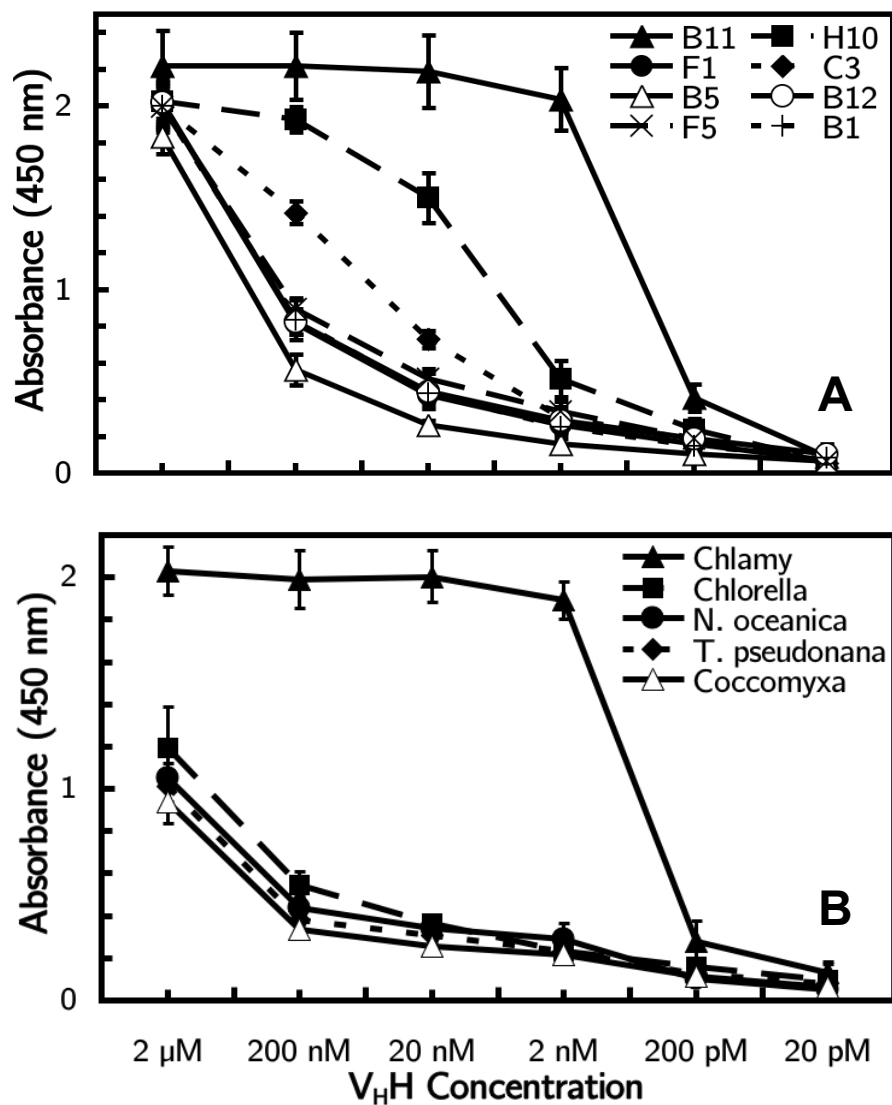 Absorbance (450 nm)
2
1
0
B11 H10
F1 C3
B5 B12
F5 B1
A
Absorbance (450 nm)
2
1
0
Chlamy
Chlorella
N. oceanica
T. pseudonana
Coccomyxa
B
2 µM 200 nM 20 nM 2 nM 200 pM 20 pM
VHH Concentration